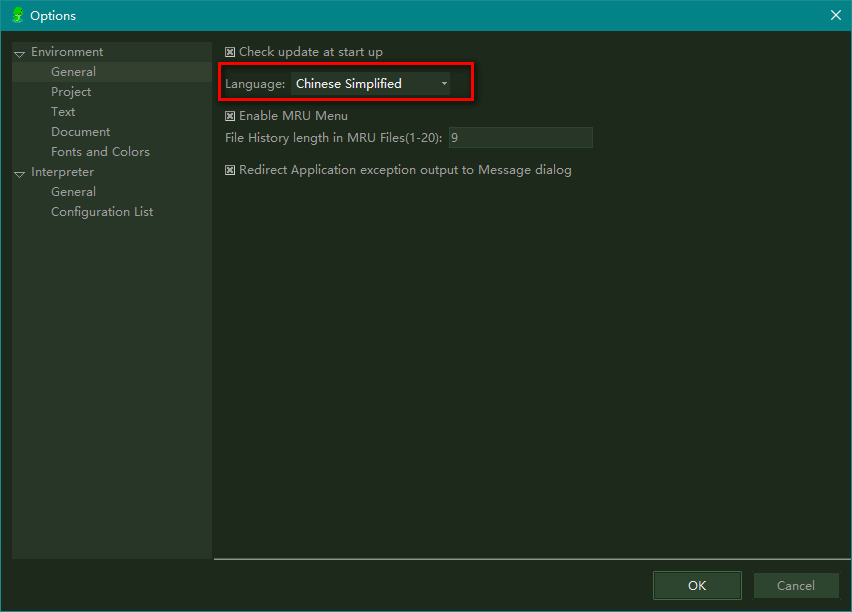 Options
Environment
General
Project
Text
Document
Fonts and Colors
Interpreter
General
Configuration List
Check update at start up
Language: Chinese Simplified
Enable MRU Menu
File History length in MRU Files(1-20): 9
Redirect Application exception output to Message dialog
OK Cancel